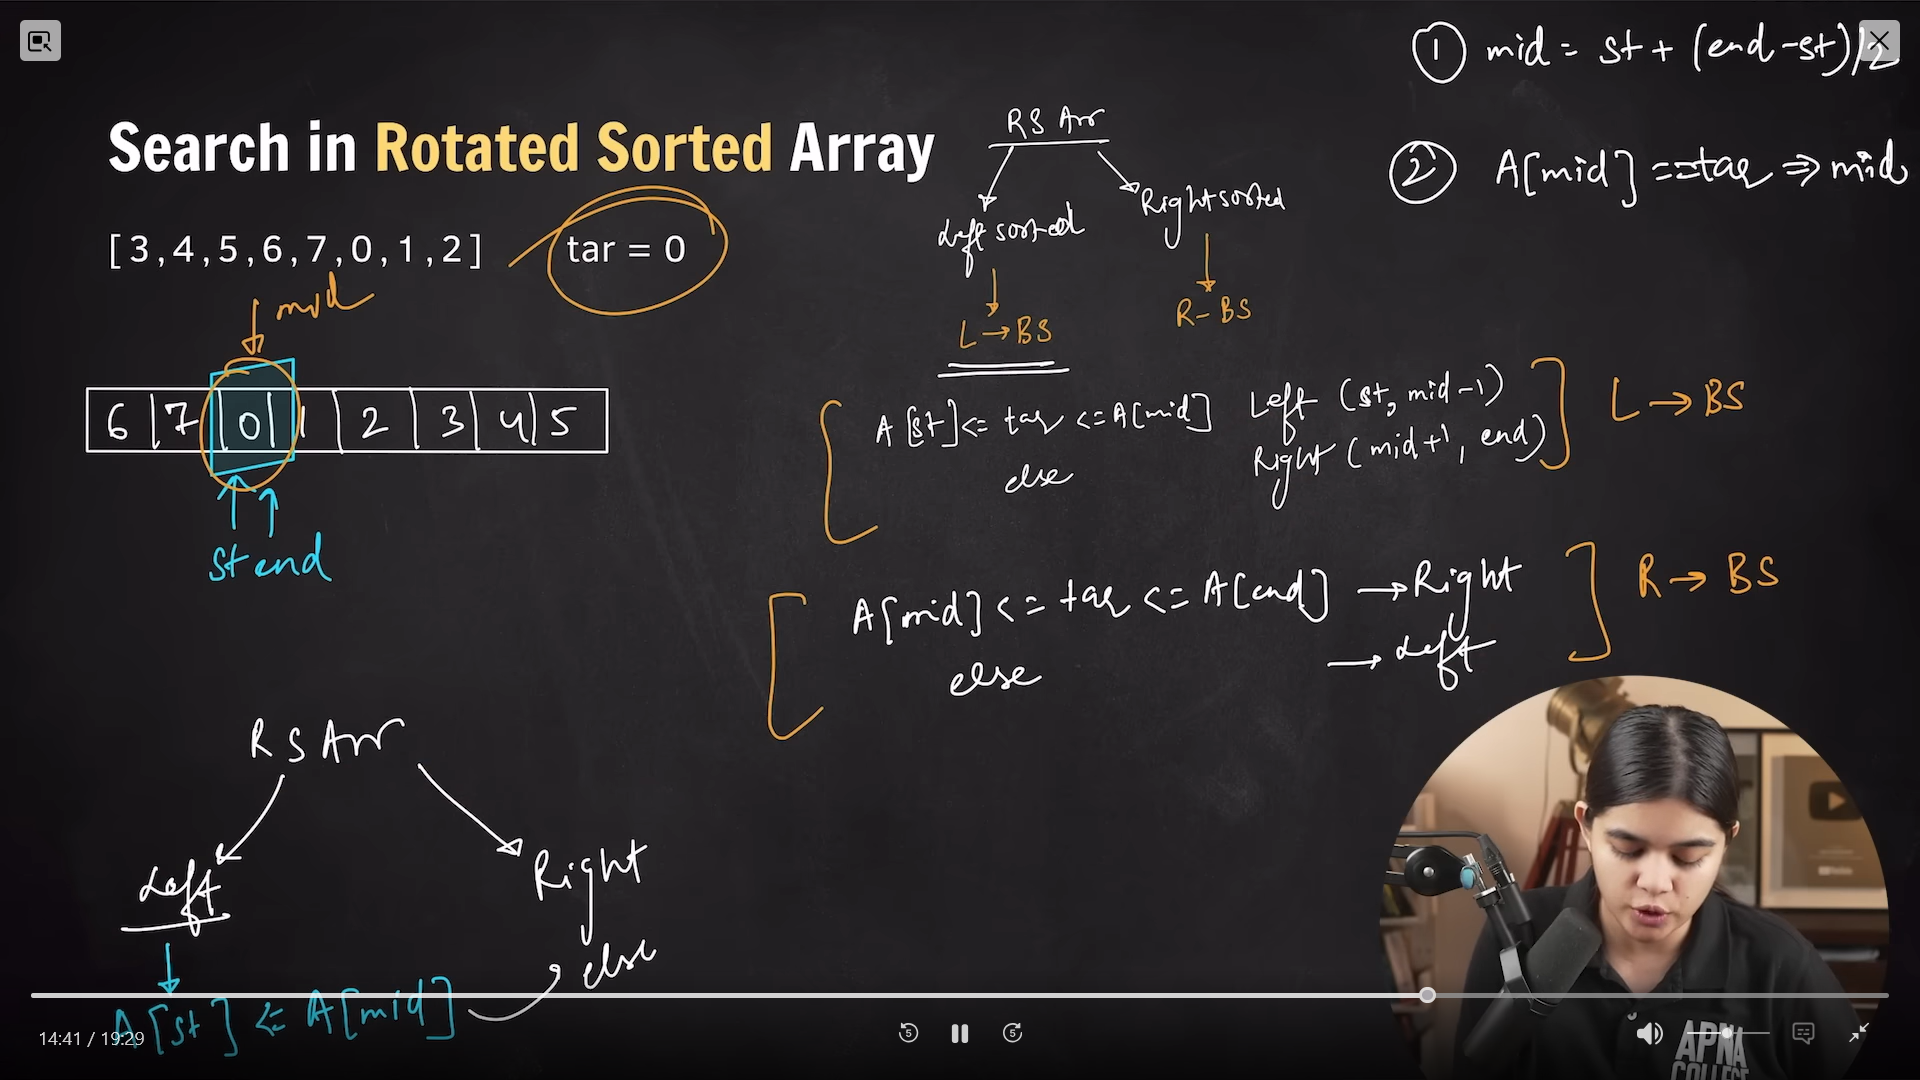 ① mid = st + (end-st)/2
② A[mid] == tar ⇒ mid
Search in Rotated Sorted Array
[3,4,5,6,7,0,1,2]
tar = 0
RS Arr
Left sorted
Right sorted
L → BS
R - BS
mid
6 7 0 1 2 3 4 5
st end
A[st] <= tar <= A[mid] Left (st, mid-1)
else Right (mid+1, end)
L → BS
A[mid] <= tar <= A[end] → Right
else → Left
R → BS
RS Arr
Left
Right
A[st] <= A[mid]
else
14:41 / 19:29
5
5
APNA
COLLEGE